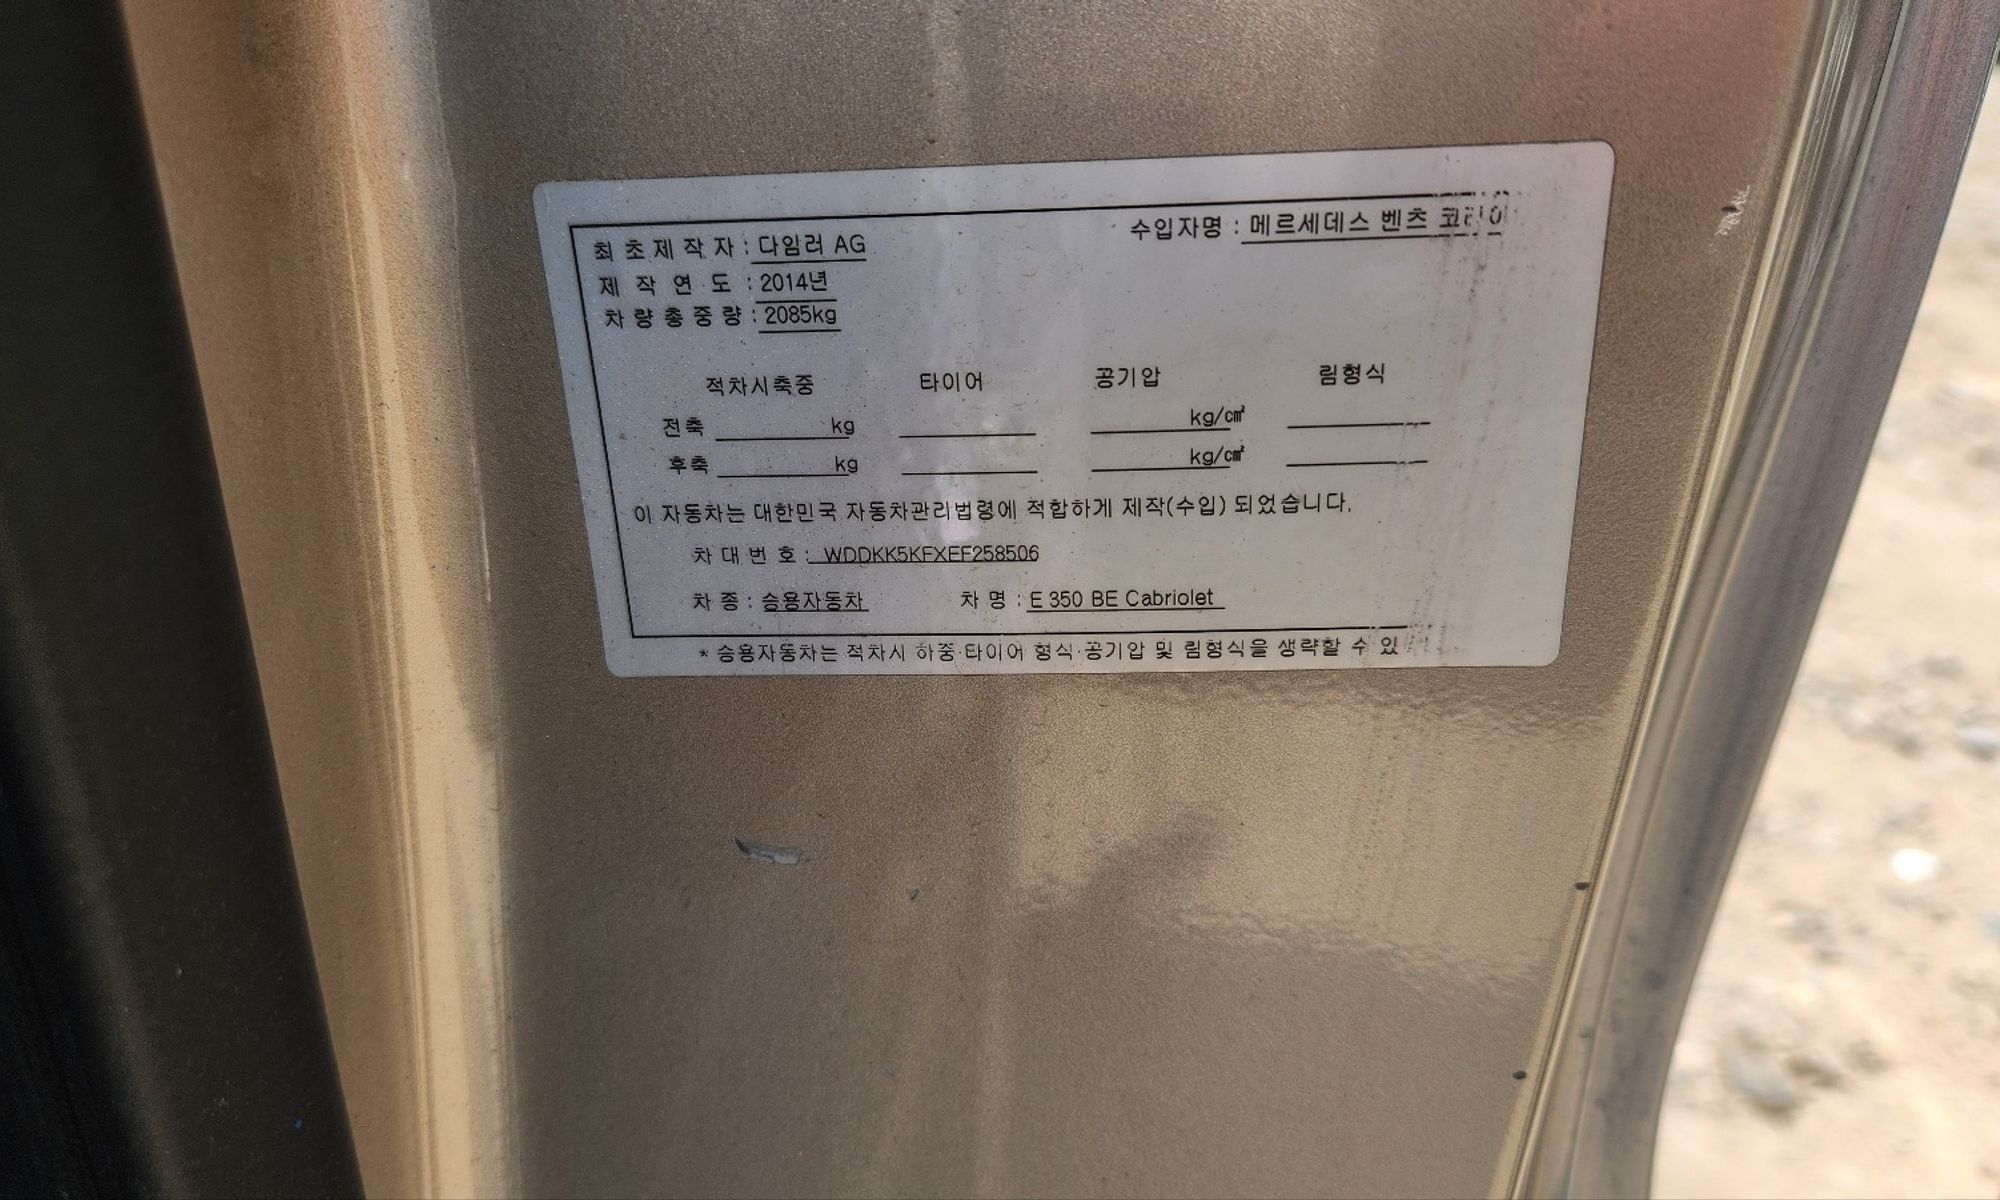 최초제작자 : 다임러 AG 수입자명 : 메르세데스 벤츠 코리아
제작연도 : 2014년
차량총중량 : 2085kg
적차시축중 타이어 공기압 림형식
전축 kg kg/㎠
후축 kg kg/㎠
이 자동차는 대한민국 자동차관리법령에 적합하게 제작(수입) 되었습니다.
차대번호 : WDDKK5KFXEF258506
차종 : 승용자동차 차명 : E 350 BE Cabriolet
* 승용자동차는 적차시 하중·타이어 형식·공기압 및 림형식을 생략할 수 있